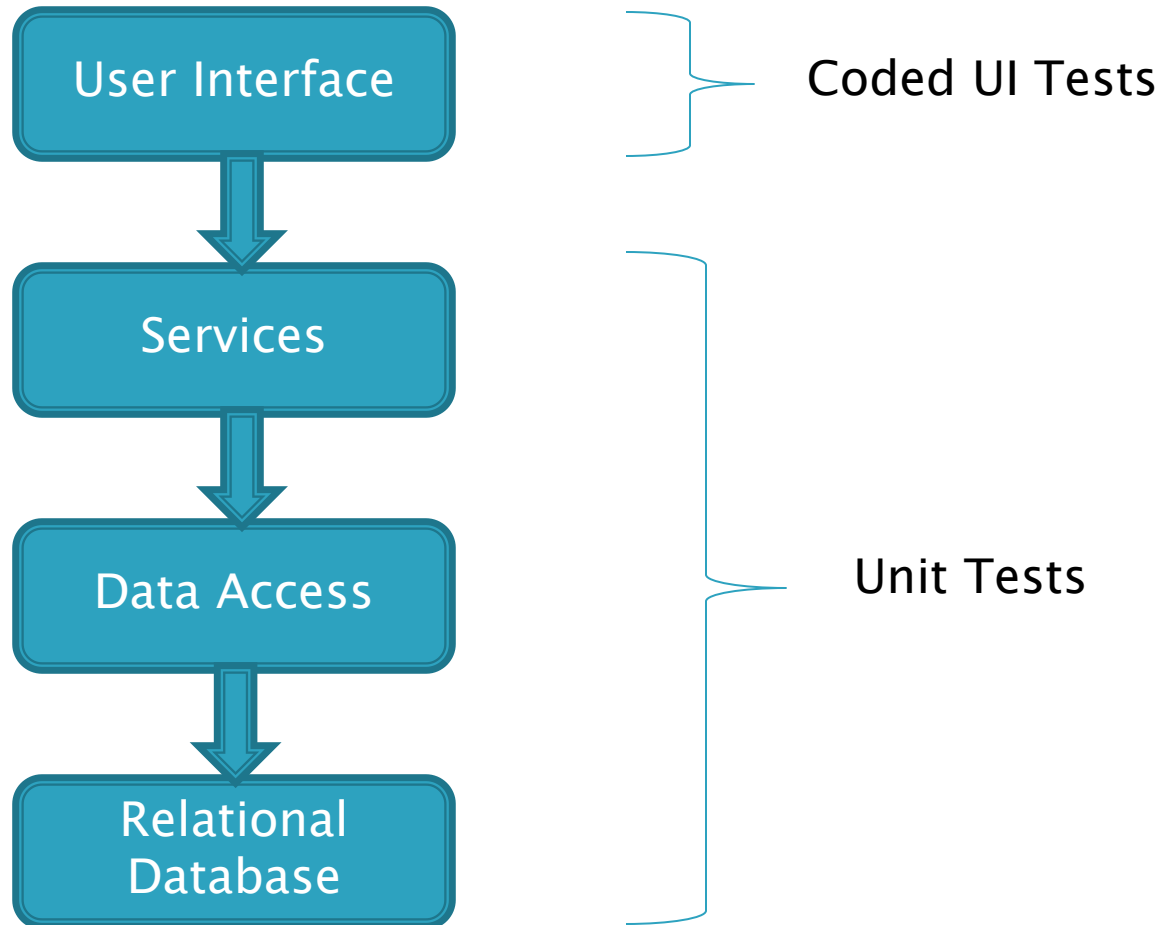 User Interface
Coded UI Tests
Services
Data Access
Unit Tests
Relational
Database